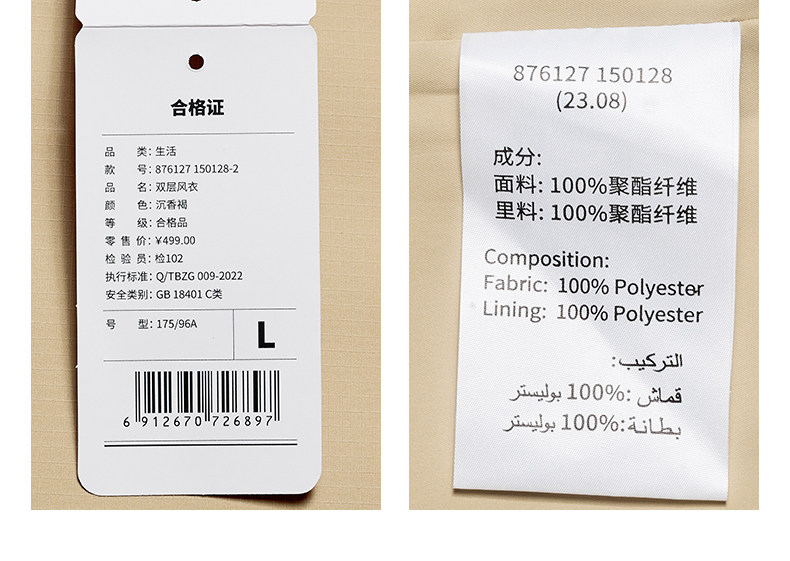 合格证
品 类: 生活
款 号: 876127 150128-2
品 名: 双层风衣
颜 色: 沉香褐
等 级: 合格品
零 售 价: ¥499.00
检 验 员: 检102
执行标准: Q/TBZG 009-2022
安全类别: GB 18401 C类
号 型: 175/96A
L
6 912670 726897
876127 150128
(23.08)
成分:
面料: 100%聚酯纤维
里料: 100%聚酯纤维
Composition:
Fabric: 100% Polyester
Lining: 100% Polyester
التركيب:
قماش :%100 بوليستر
بطانة:%100 بوليستر